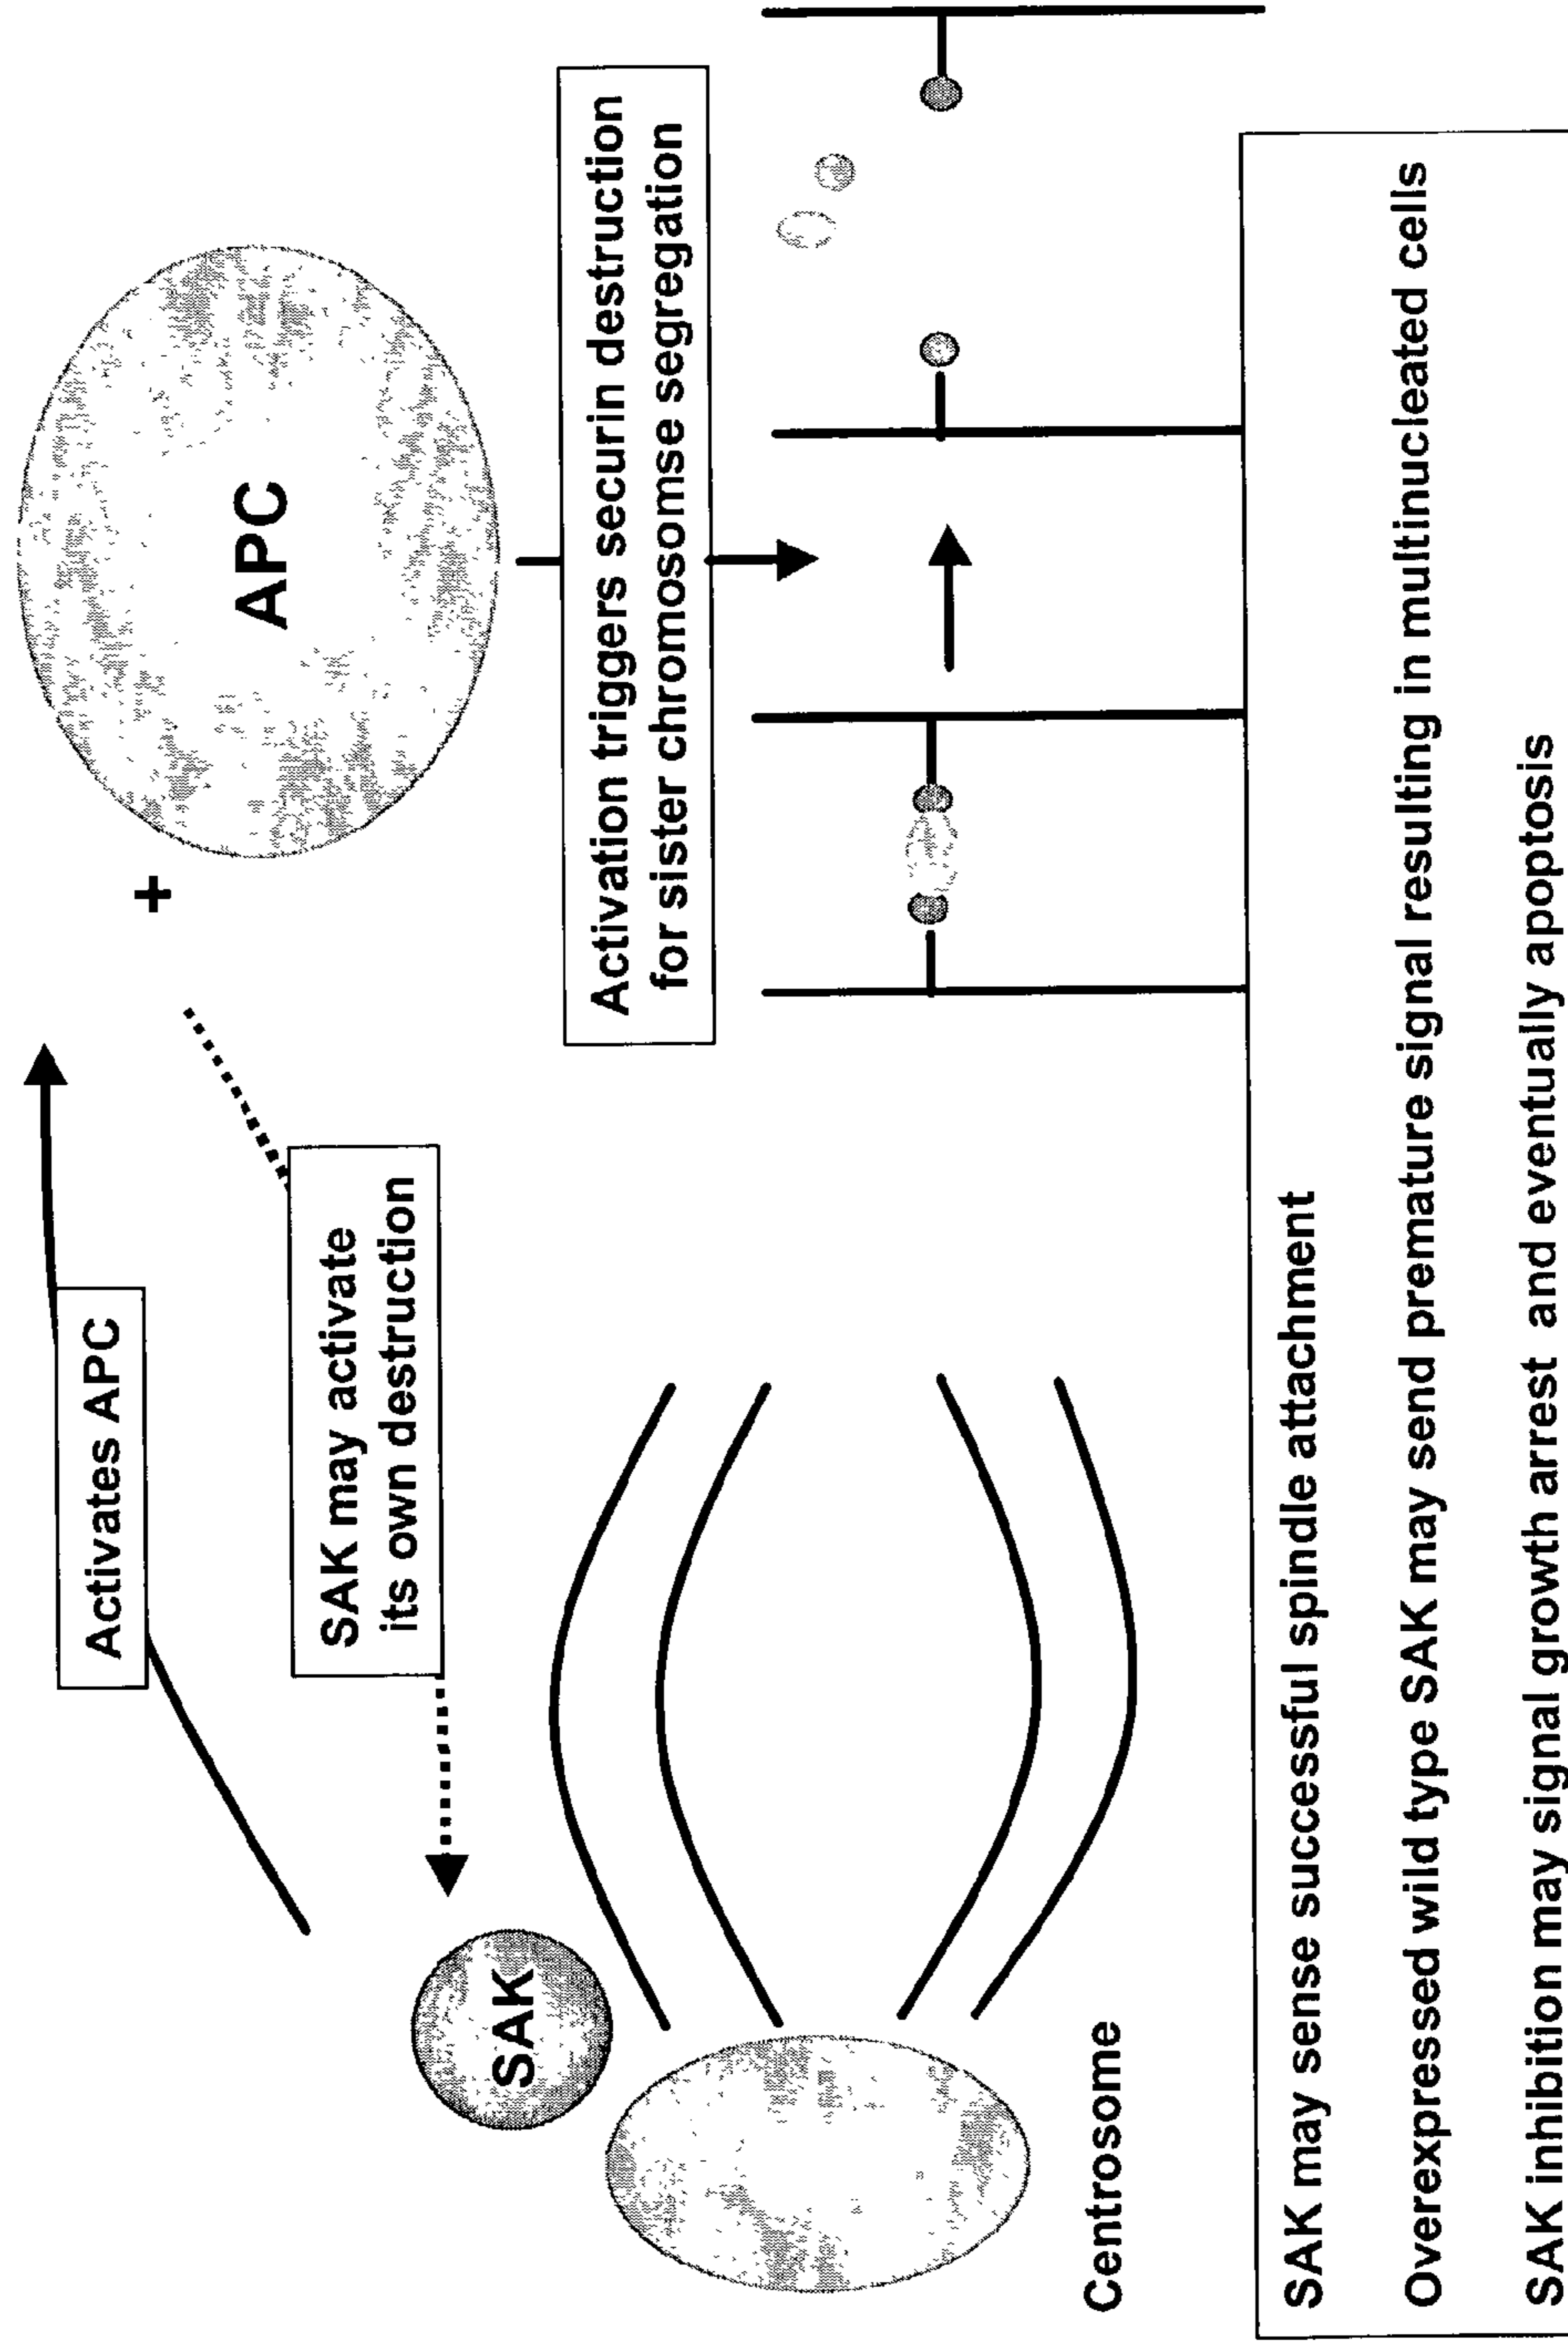 Activates APC
+
APC
SAK may activate
its own destruction
SAK
Activation triggers securin destruction
for sister chromosomse segregation
Centrosome
SAK may sense successful spindle attachment
Overexpressed wild type SAK may send premature signal resulting in multinucleated cells
SAK inhibition may signal growth arrest and eventually apoptosis